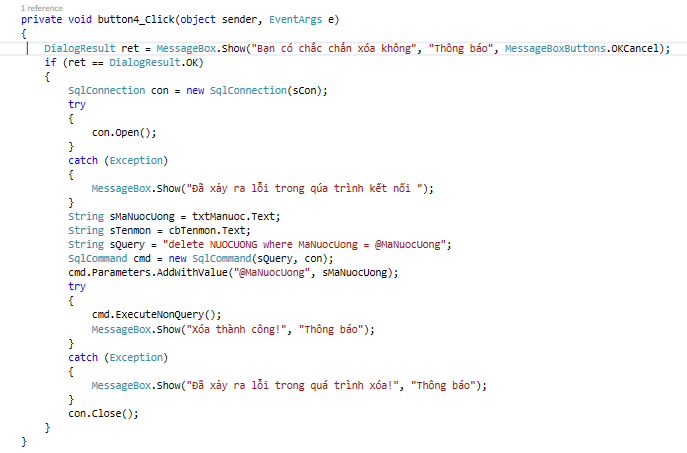 1 reference
private void button4_Click(object sender, EventArgs e)
{
DialogResult ret = MessageBox.Show("Bạn có chắc chắn xóa không", "Thông báo", MessageBoxButtons.OKCancel);
if (ret == DialogResult.OK)
{
SqlConnection con = new SqlConnection(sCon);
try
{
con.Open();
}
catch (Exception)
{
MessageBox.Show("Đã xảy ra lỗi trong qúa trình kết nối ");
}
String sMaNuocUong = txtManuoc.Text;
String sTenmon = cbTenmon.Text;
String sQuery = "delete NUOCUONG where MaNuocUong = @MaNuocUong";
SqlCommand cmd = new SqlCommand(sQuery, con);
cmd.Parameters.AddWithValue("@MaNuocUong", sMaNuocUong);
try
{
cmd.ExecuteNonQuery();
MessageBox.Show("Xóa thành công!", "Thông báo");
}
catch (Exception)
{
MessageBox.Show("Đã xảy ra lỗi trong quá trình xóa!", "Thông báo");
}
con.Close();
}
}